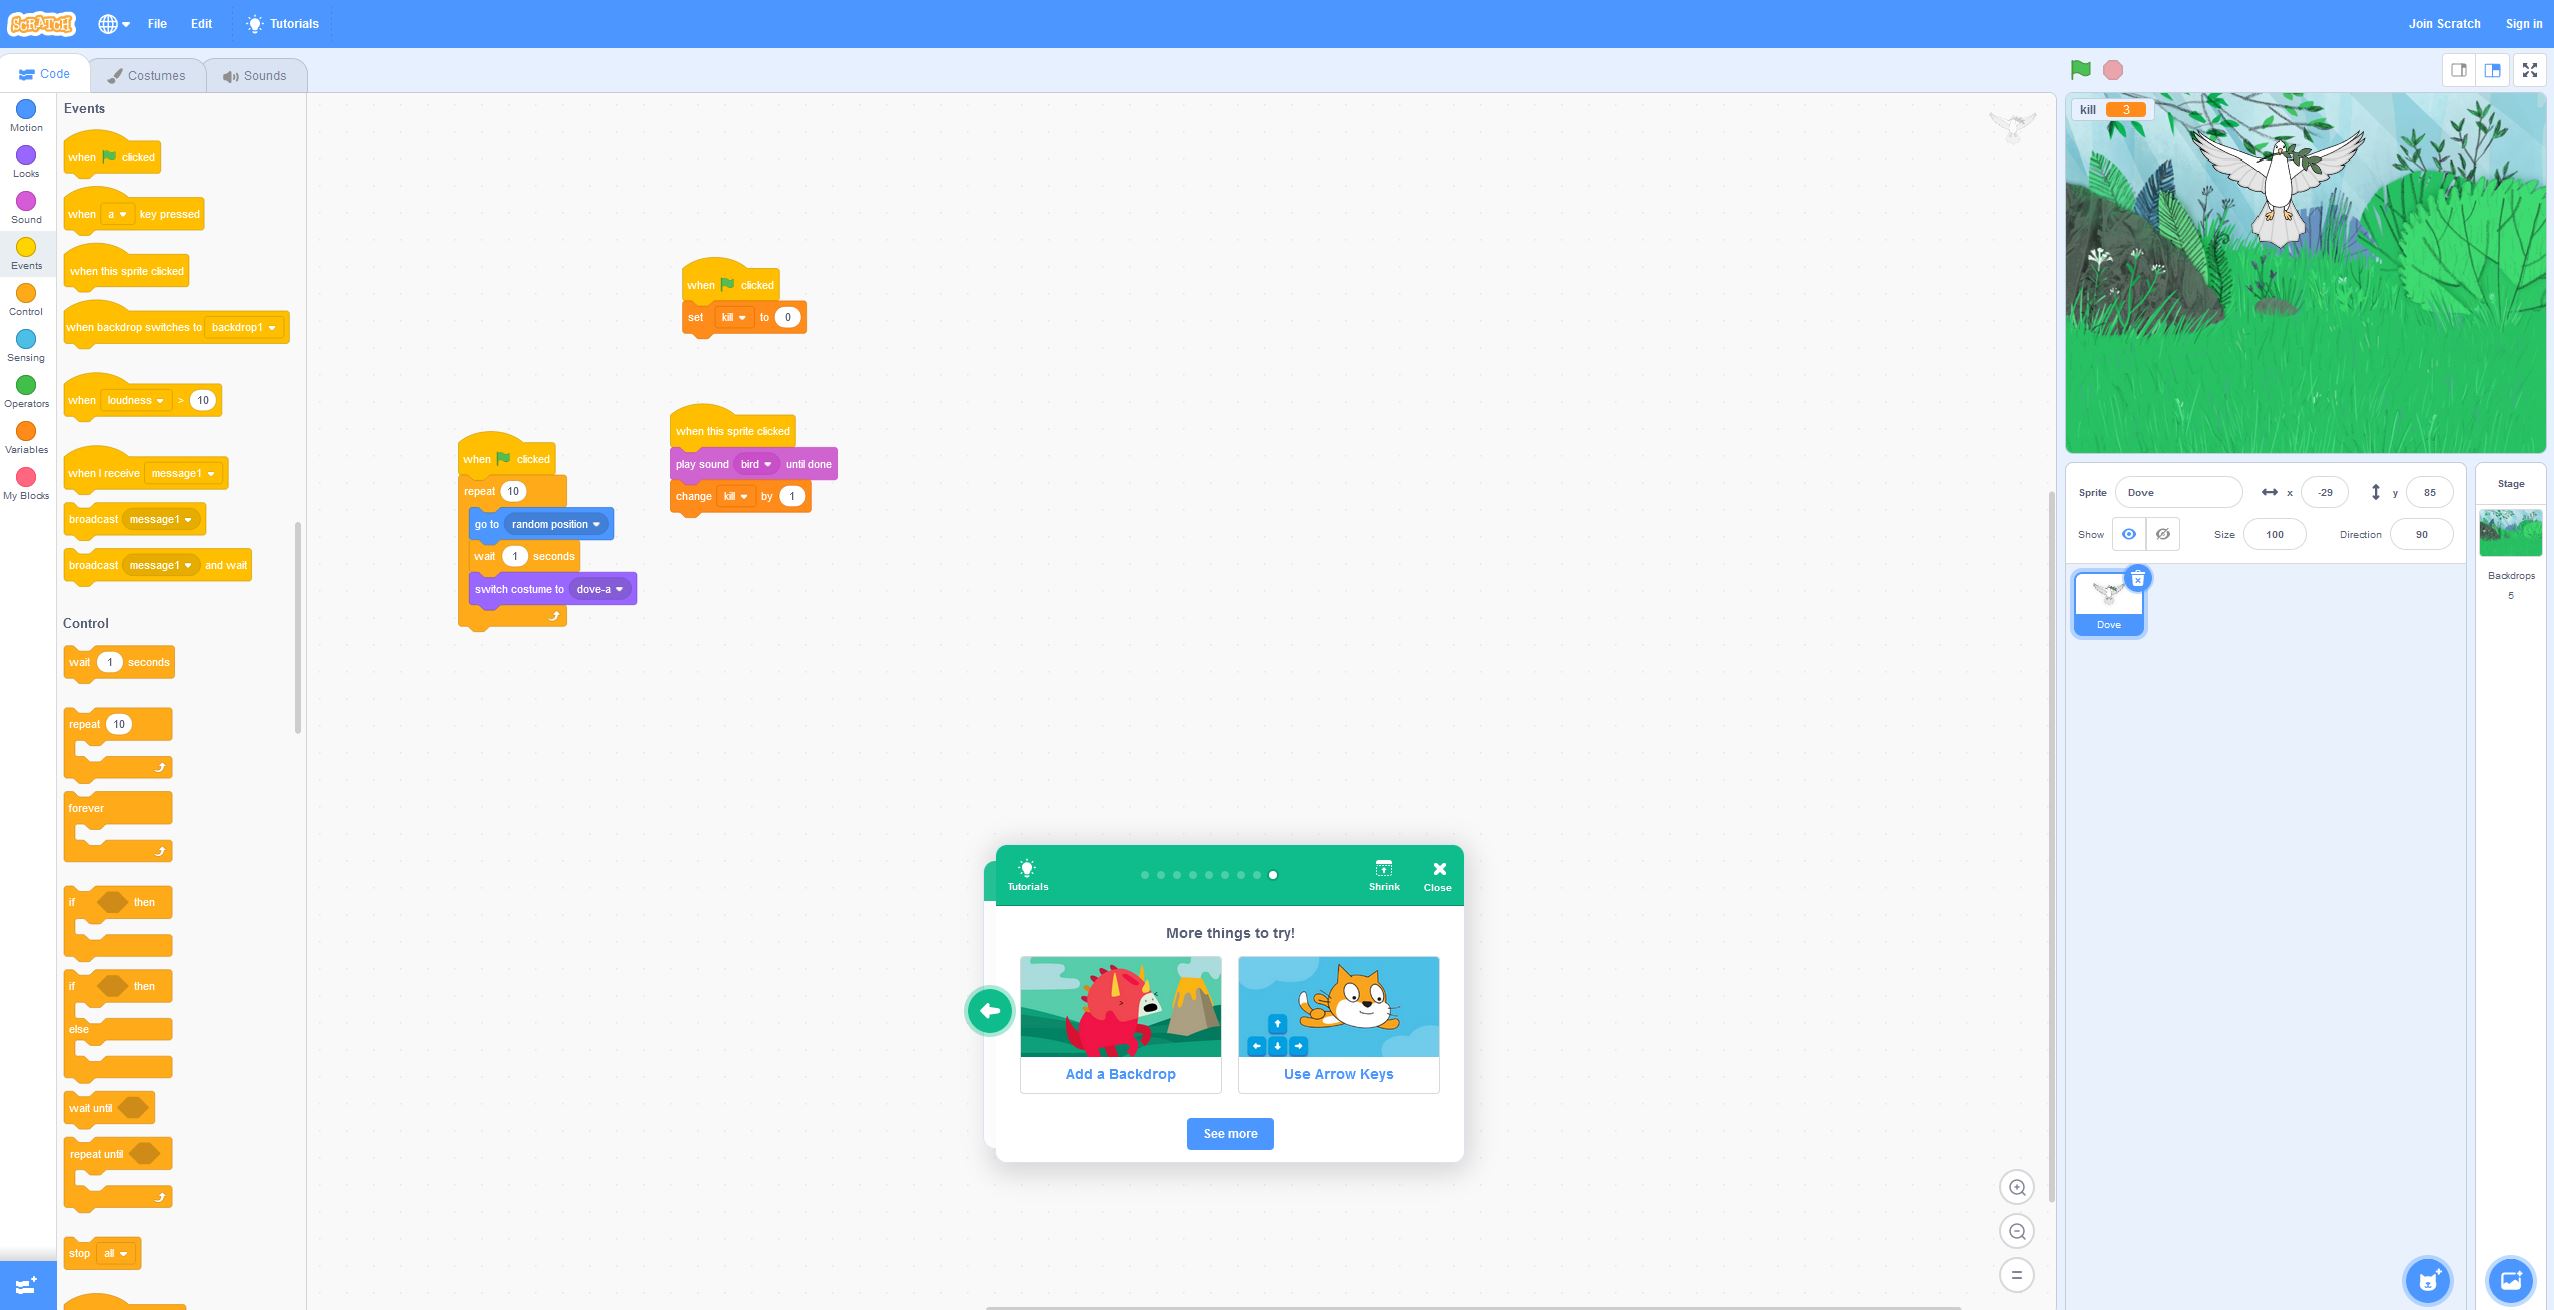 SCRATCH File Edit Tutorials Join Scratch Sign in
Code Costumes Sounds
Motion
Looks
Sound
Events
Control
Sensing
Operators
Variables
My Blocks
Events
when clicked
when a key pressed
when this sprite clicked
when backdrop switches to backdrop1
when loudness > 10
when I receive message1
broadcast message1
broadcast message1 and wait
Control
wait 1 seconds
repeat 10
forever
if then
if then
else
wait until
repeat until
stop all
when clicked
set kill to 0
when clicked
repeat 10
go to random position
wait 1 seconds
switch costume to dove-a
when this sprite clicked
play sound bird until done
change kill by 1
Tutorials Shrink Close
More things to try!
Add a Backdrop Use Arrow Keys
See more
kill 3
Sprite Dove x -29 y 85
Show Size 100 Direction 90
Dove
Stage
Backdrops
5